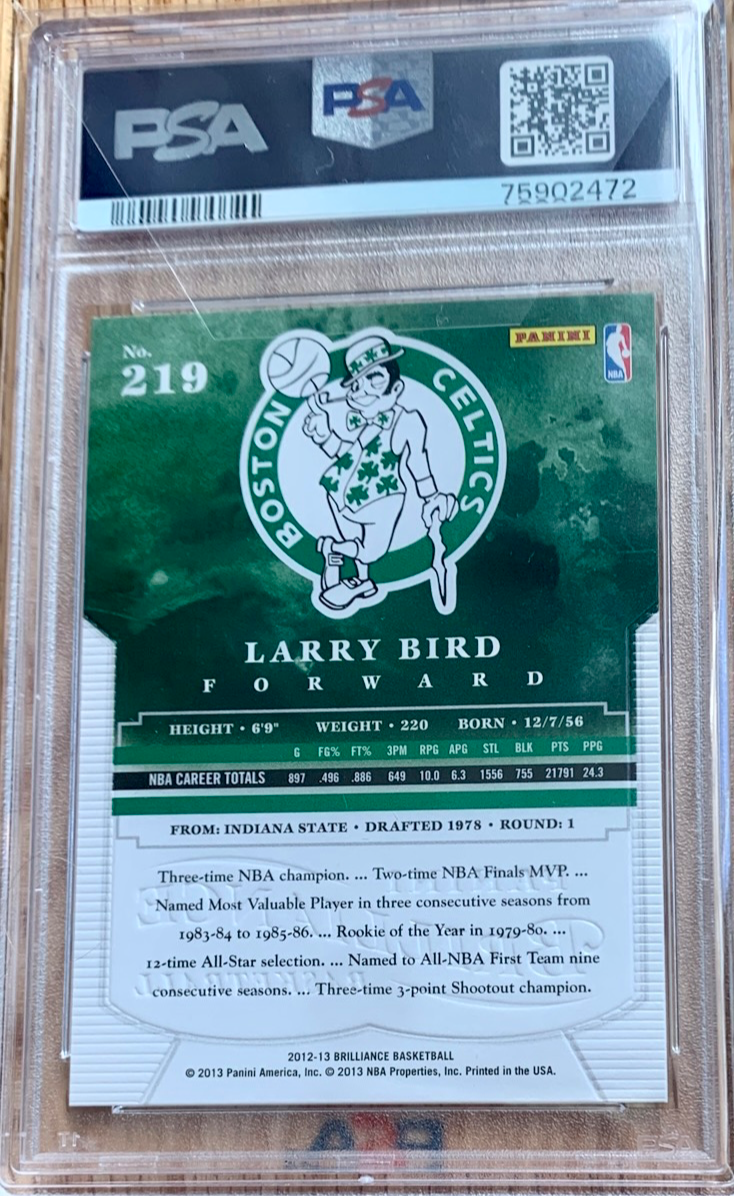 PSA
PSA
75902472
No.
219
PANINI
NBA
BOSTON CELTICS
LARRY BIRD
FORWARD
HEIGHT • 6'9" WEIGHT • 220 BORN • 12/7/56
G FG% FT% 3PM RPG APG STL BLK PTS PPG
NBA CAREER TOTALS 897 .496 .886 649 10.0 6.3 1556 755 21791 24.3
FROM: INDIANA STATE • DRAFTED 1978 • ROUND: 1
Three-time NBA champion. ... Two-time NBA Finals MVP. ...
Named Most Valuable Player in three consecutive seasons from
1983-84 to 1985-86. ... Rookie of the Year in 1979-80. ...
12-time All-Star selection. ... Named to All-NBA First Team nine
consecutive seasons. ... Three-time 3-point Shootout champion.
2012-13 BRILLIANCE BASKETBALL
© 2013 Panini America, Inc. © 2013 NBA Properties, Inc. Printed in the USA.
PSA